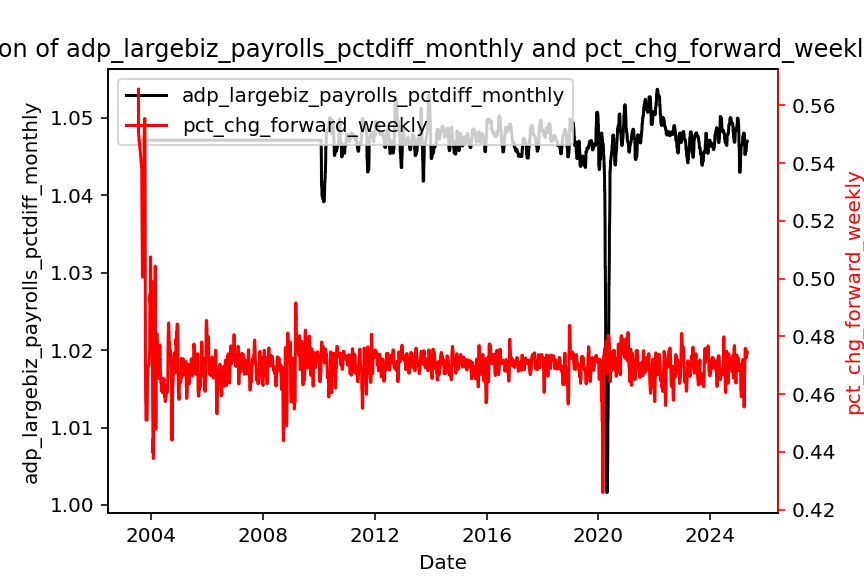 on of adp_largebiz_payrolls_pctdiff_monthly and pct_chg_forward_weekl
adp_largebiz_payrolls_pctdiff_monthly
pct_chg_forward_weekly
1.05
1.04
1.03
1.02
1.01
1.00
adp_largebiz_payrolls_pctdiff_monthly
0.56
0.54
0.52
0.50
0.48
0.46
0.44
0.42
pct_chg_forward_weekly
2004 2008 2012 2016 2020 2024
Date